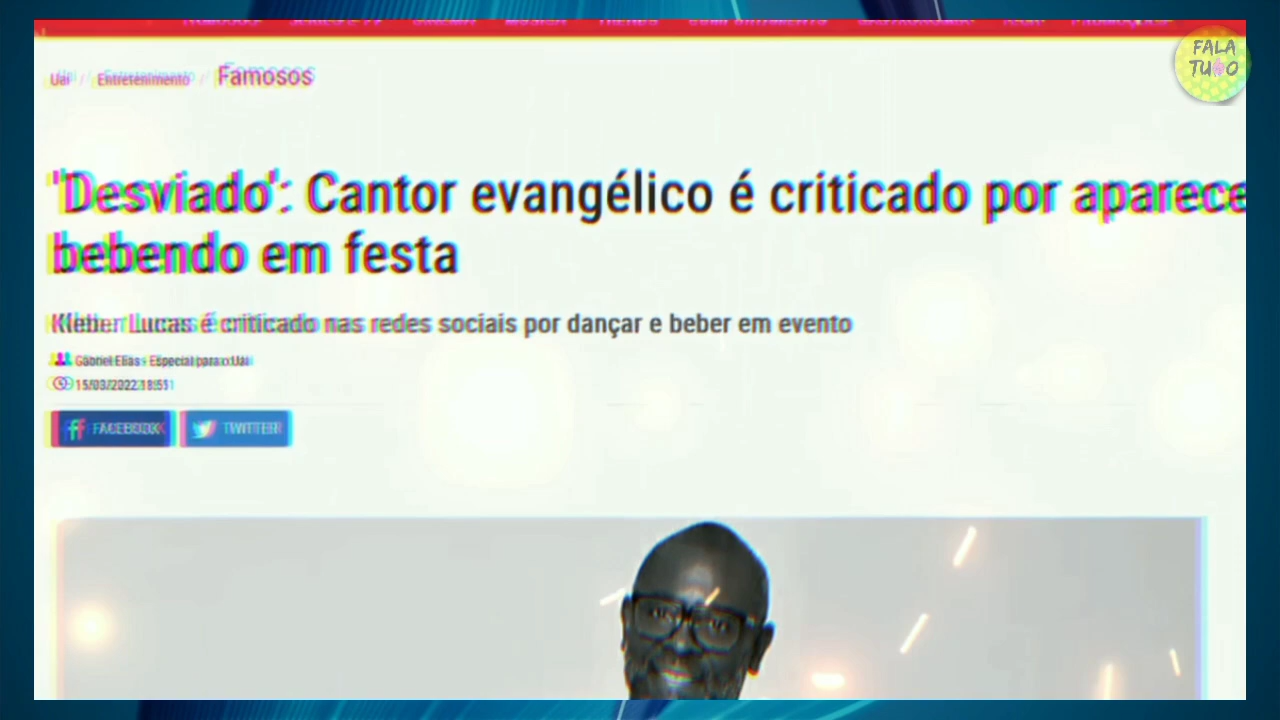 FALA
TUDO
Uai / Entretenimento / Famosos
'Desviado': Cantor evangélico é criticado por aparece
bebendo em festa
Kleber Lucas é criticado nas redes sociais por dançar e beber em evento
Gabriel Elias - Especial para o Uai
15/03/2022 18:51
FACEBOOK TWITTER